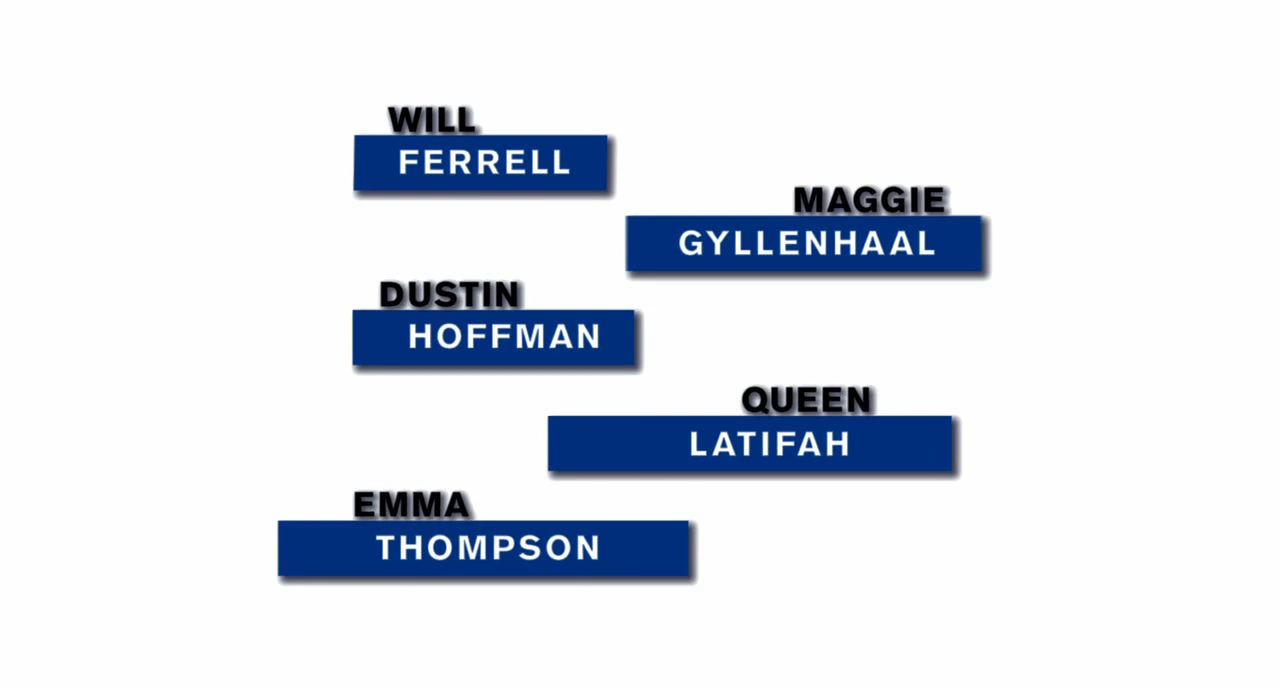 WILL
FERRELL
MAGGIE
GYLLENHAAL
DUSTIN
HOFFMAN
QUEEN
LATIFAH
EMMA
THOMPSON